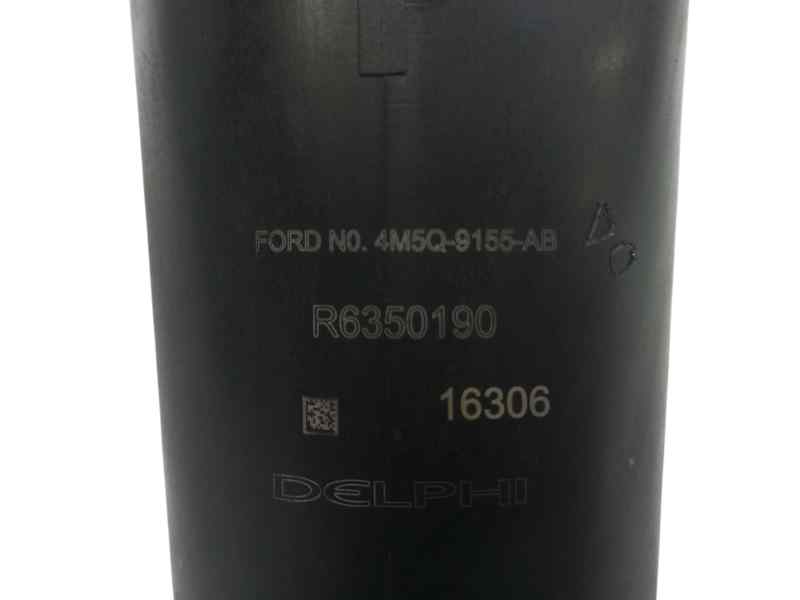 FORD N0. 4M5Q-9155-AB
R6350190
16306
DELPHI